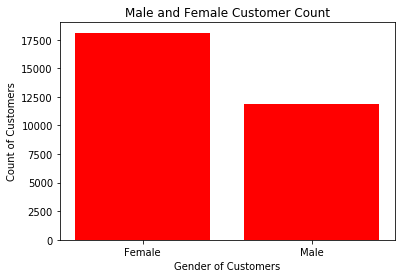 Male and Female Customer Count
17500
15000
12500
10000
7500
5000
2500
0
Count of Customers
Female Male
Gender of Customers